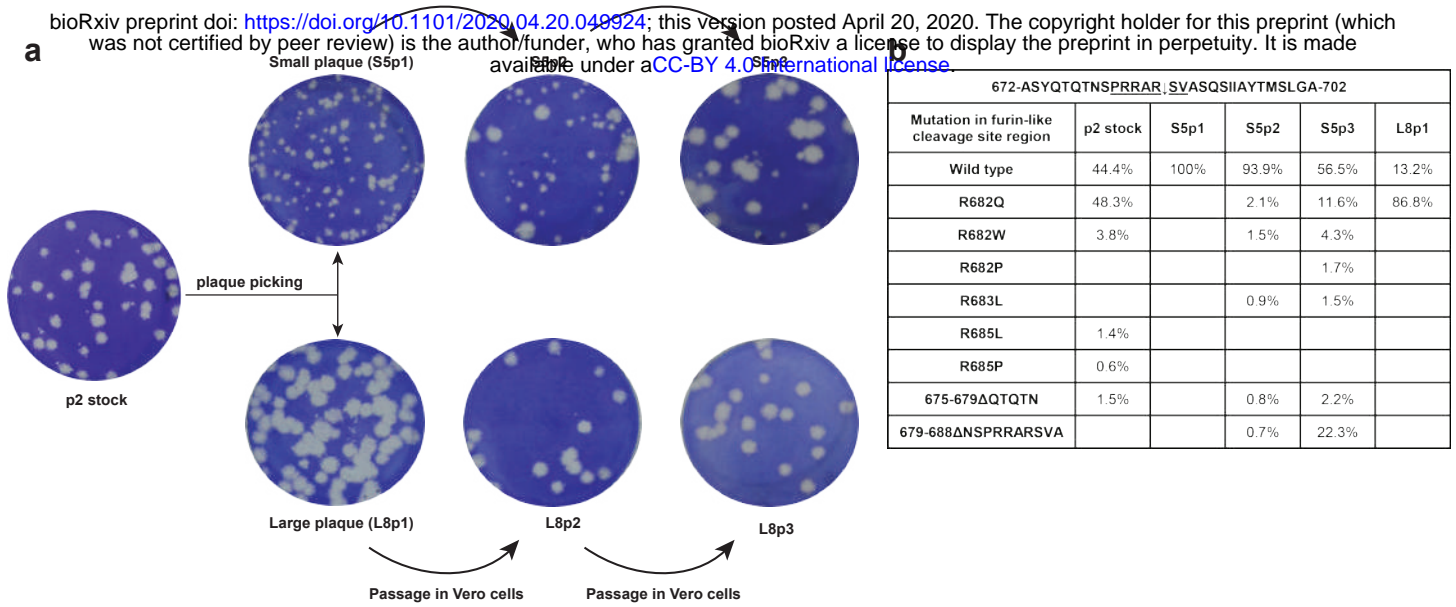 bioRxiv preprint doi: https://doi.org/10.1101/2020.04.20.049924; this version posted April 20, 2020. The copyright holder for this preprint (which
was not certified by peer review) is the author/funder, who has granted bioRxiv a license to display the preprint in perpetuity. It is made
available under aCC-BY 4.0 International license.
a
Small plaque (S5p1)
S5p2
S5p3
plaque picking
p2 stock
Large plaque (L8p1)
L8p2
L8p3
Passage in Vero cells
Passage in Vero cells
b
672-ASYQTQTNSPRRAR↓SVASQSIIAYTMSLGA-702
Mutation in furin-like cleavage site region p2 stock S5p1 S5p2 S5p3 L8p1
Wild type 44.4% 100% 93.9% 56.5% 13.2%
R682Q 48.3% 2.1% 11.6% 86.8%
R682W 3.8% 1.5% 4.3%
R682P 1.7%
R683L 0.9% 1.5%
R685L 1.4%
R685P 0.6%
675-679ΔQTQTN 1.5% 0.8% 2.2%
679-688ΔNSPRRARSVA 0.7% 22.3%